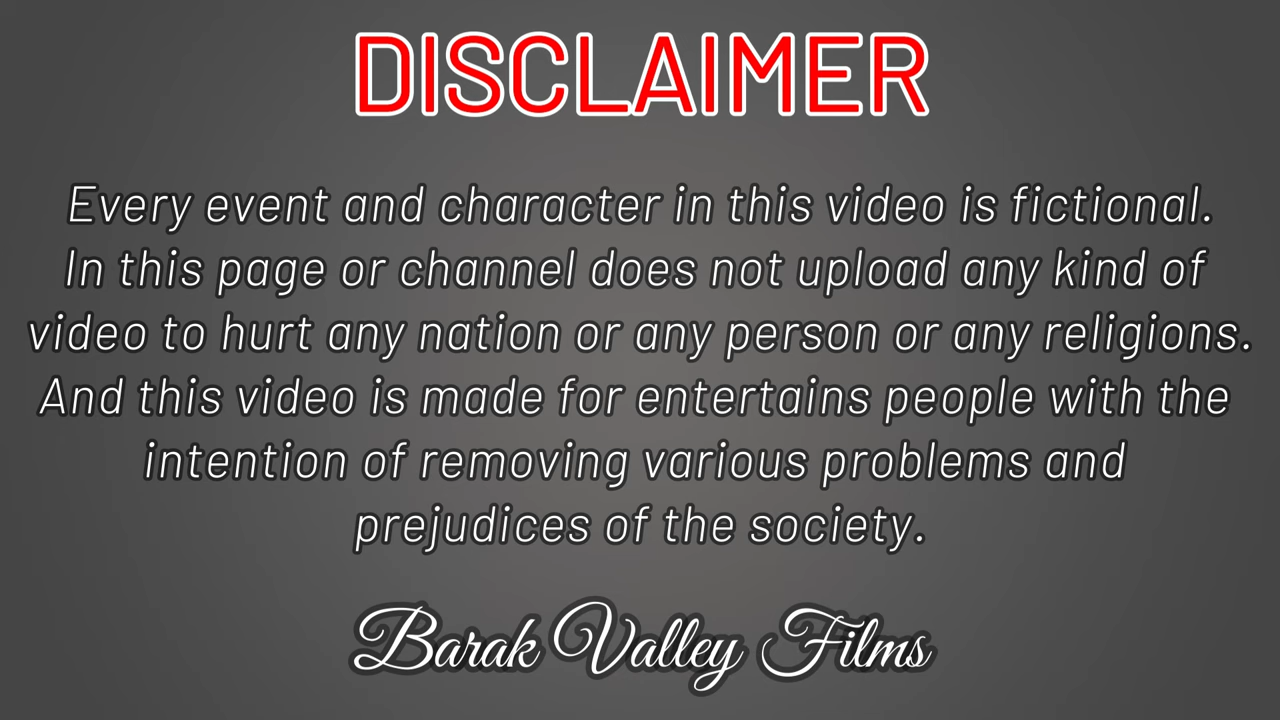 DISCLAIMER
Every event and character in this video is fictional.
In this page or channel does not upload any kind of
video to hurt any nation or any person or any religions.
And this video is made for entertains people with the
intention of removing various problems and
prejudices of the society.
Barak Valley Films